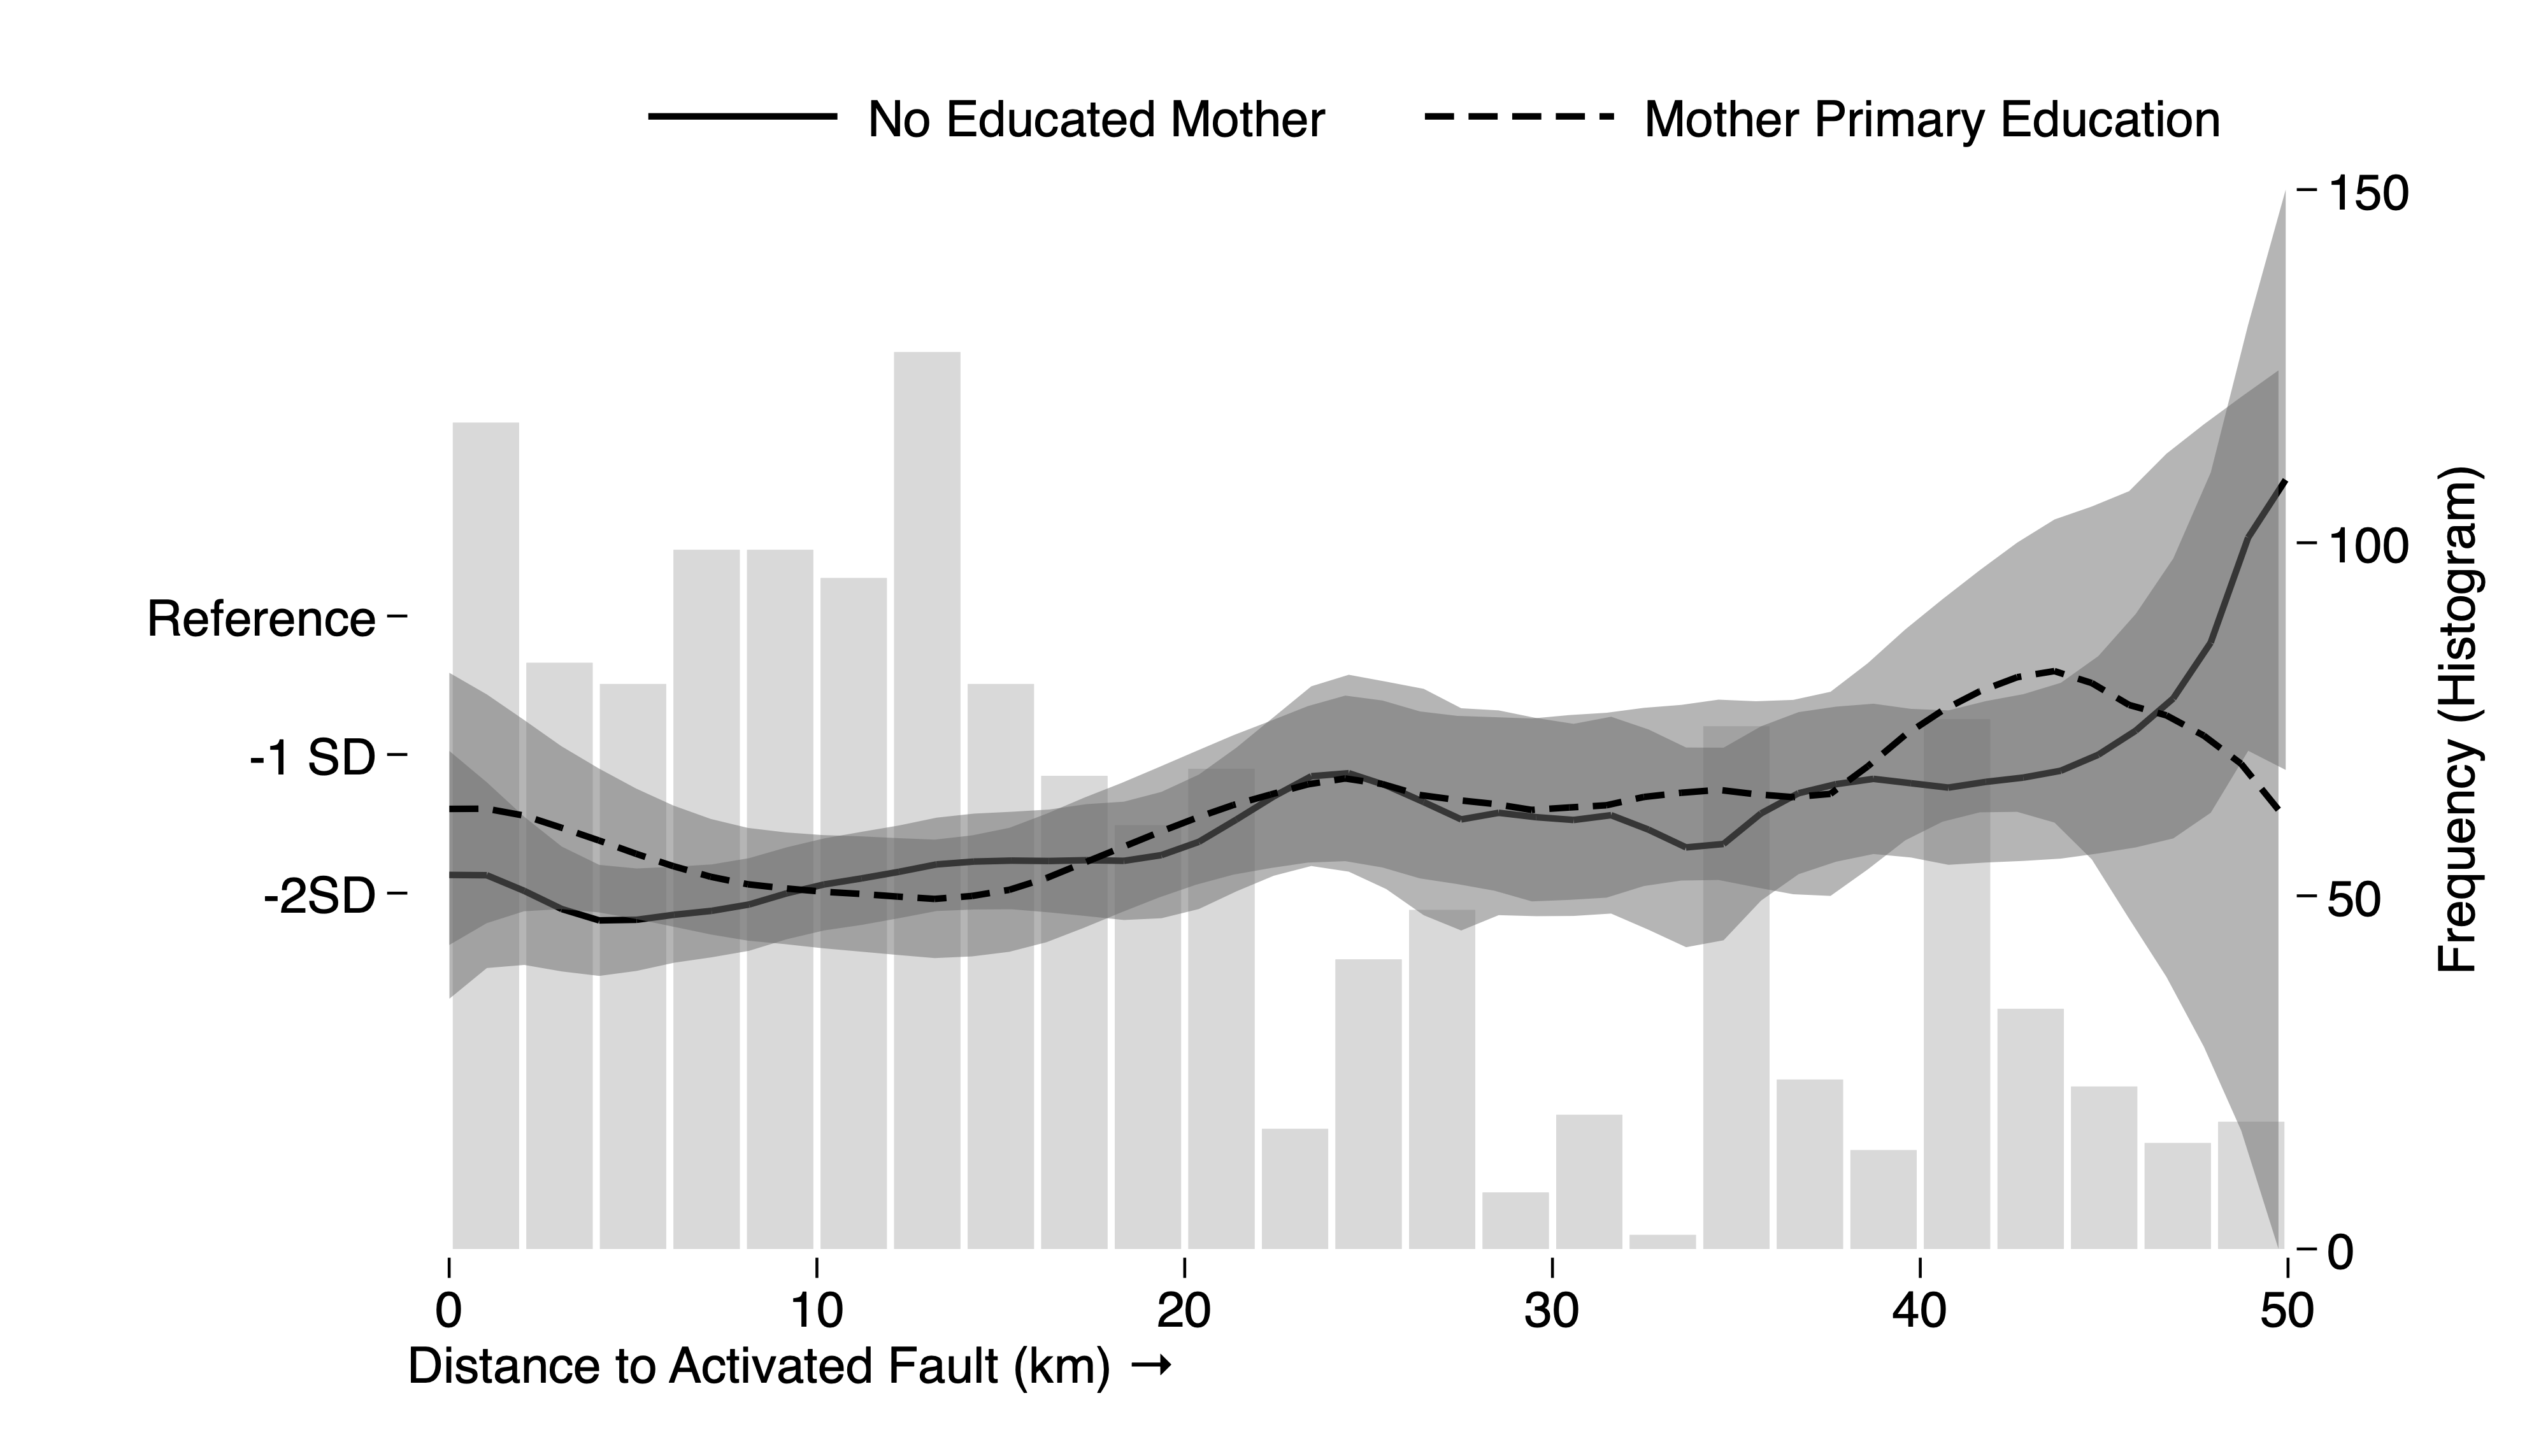 No Educated Mother Mother Primary Education
150
100
50
0
Frequency (Histogram)
Reference
-1 SD
-2SD
0 10 20 30 40 50
Distance to Activated Fault (km) →